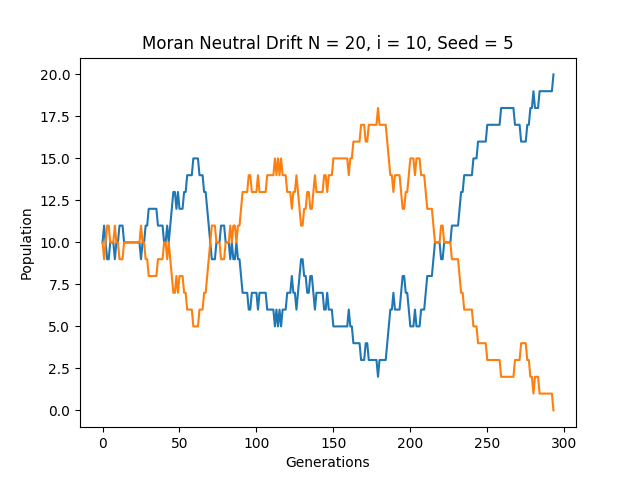 Moran Neutral Drift N = 20, i = 10, Seed = 5
Population
20.0
17.5
15.0
12.5
10.0
7.5
5.0
2.5
0.0
0 50 100 150 200 250 300
Generations